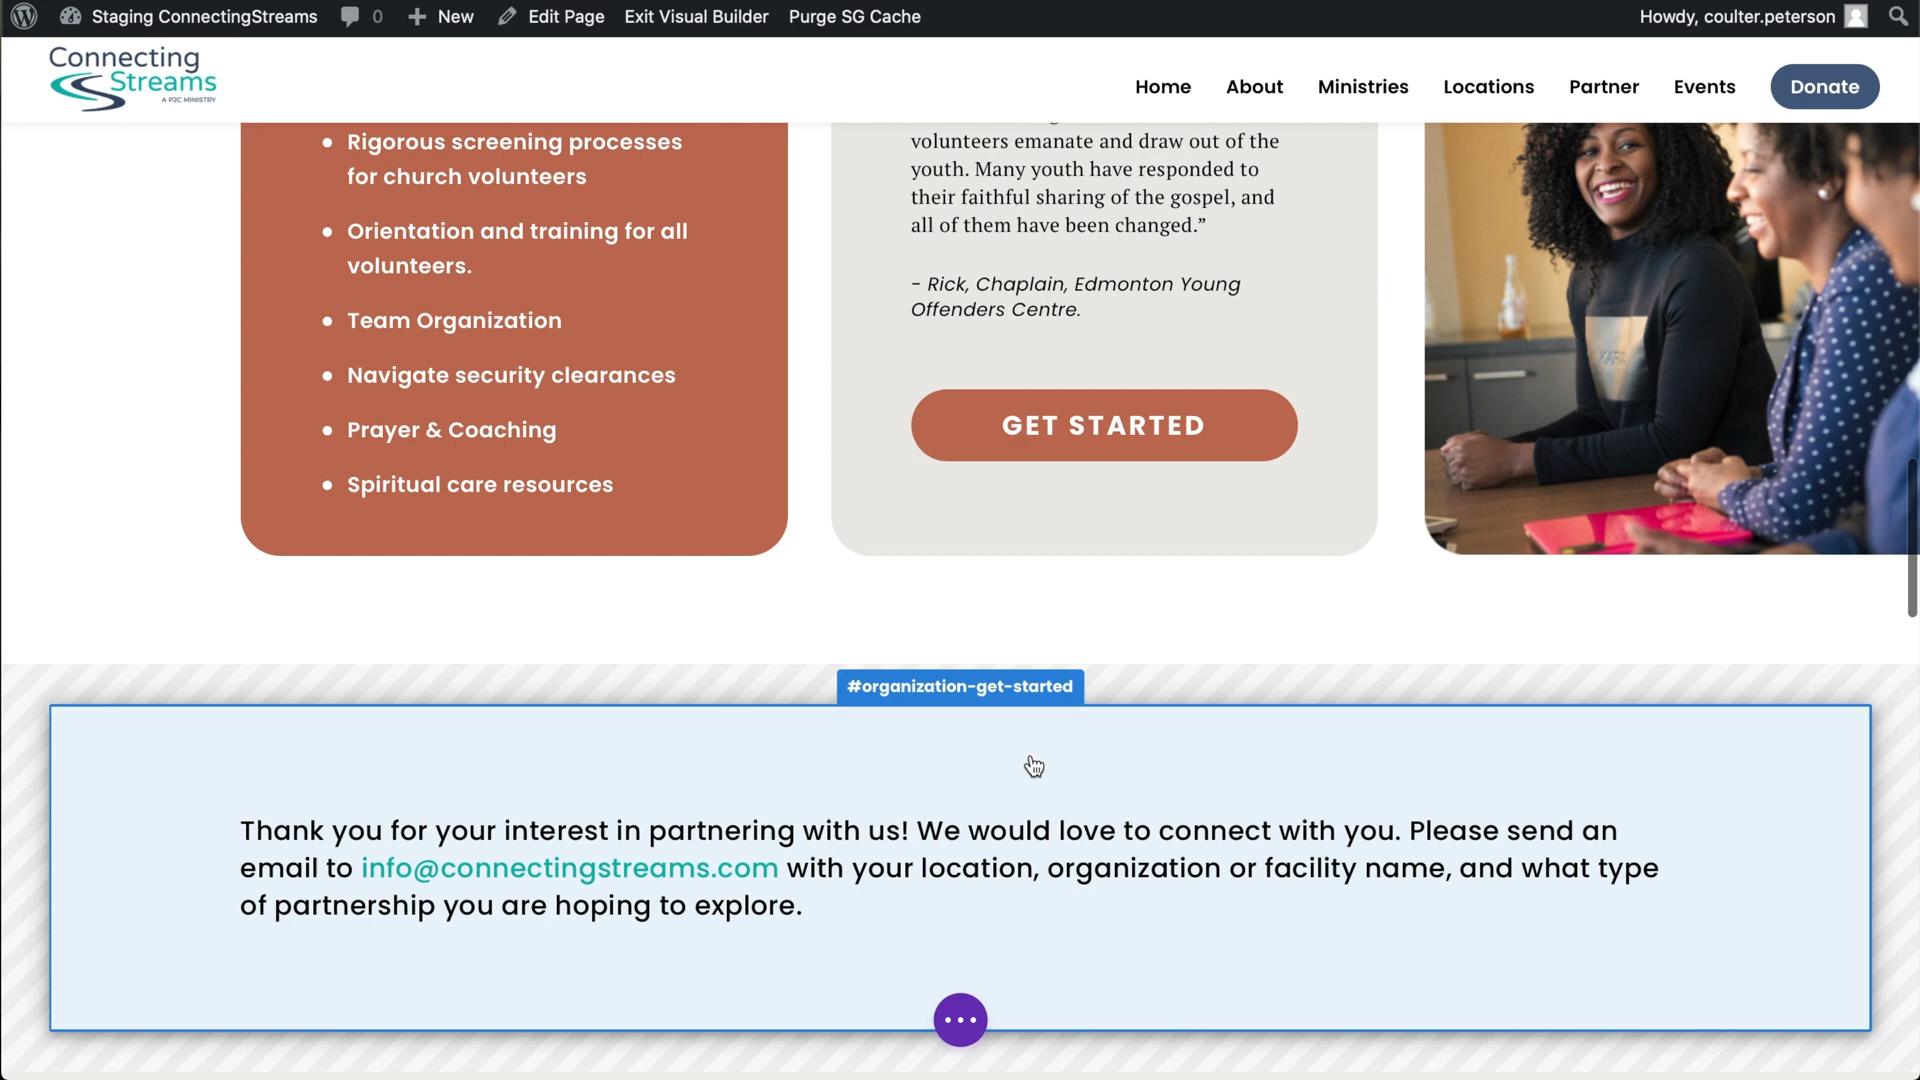 Staging ConnectingStreams 0 New Edit Page Exit Visual Builder Purge SG Cache Howdy, coulter.peterson
Connecting
Streams
A P2C MINISTRY
Home About Ministries Locations Partner Events Donate
Rigorous screening processes
for church volunteers
Orientation and training for all
volunteers.
Team Organization
Navigate security clearances
Prayer & Coaching
Spiritual care resources
volunteers emanate and draw out of the
youth. Many youth have responded to
their faithful sharing of the gospel, and
all of them have been changed.”
- Rick, Chaplain, Edmonton Young
Offenders Centre.
GET STARTED
#organization-get-started
Thank you for your interest in partnering with us! We would love to connect with you. Please send an
email to info@connectingstreams.com with your location, organization or facility name, and what type
of partnership you are hoping to explore.